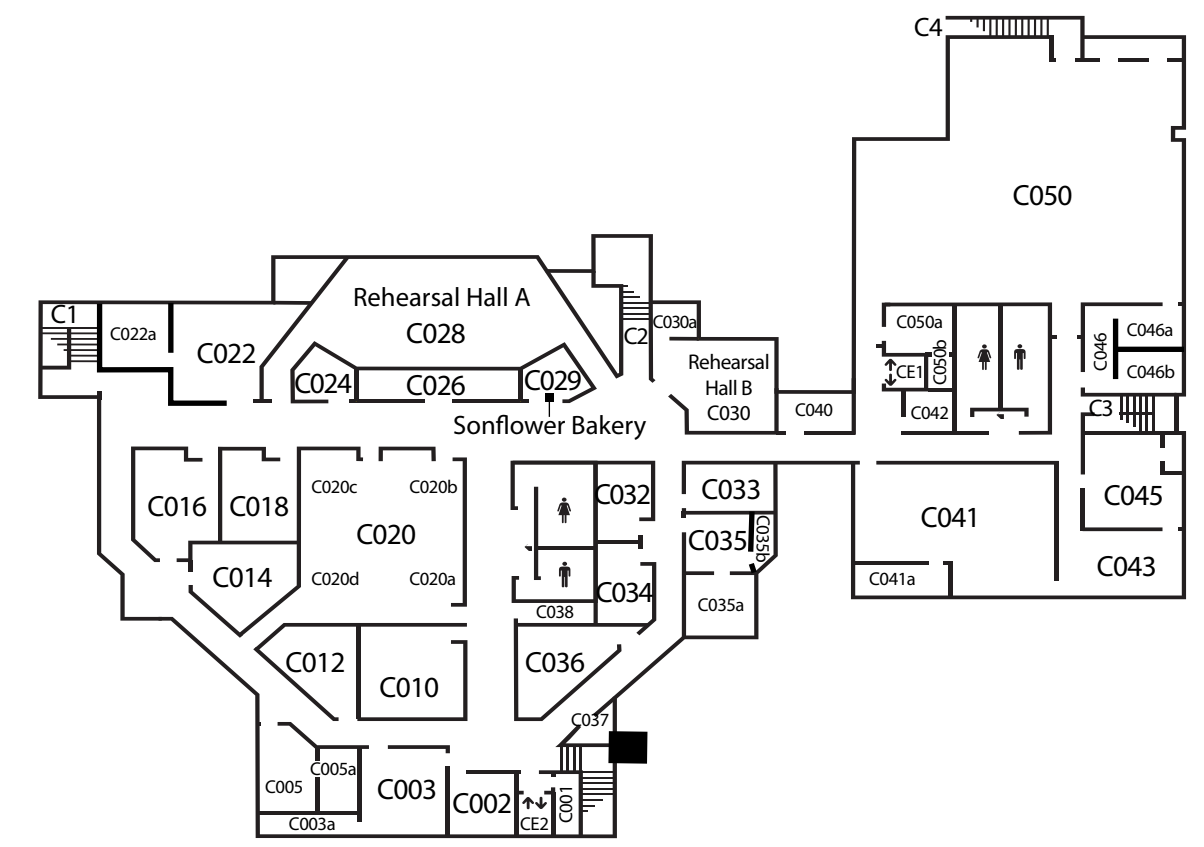 C4
C050
Rehearsal Hall A
C028
C1
C022a
C022
C2
C030a
C050a
C050b
CE1
C046
C046a
C046b
Rehearsal
Hall B
C030
C024
C026
C029
C040
C042
C3
Sonflower Bakery
C016
C018
C020c
C020b
C020
C020d
C020a
C014
C032
C033
C035
C035b
C041
C045
C034
C038
C035a
C041a
C043
C012
C010
C036
C037
C005
C005a
C003
C002
C001
CE2
C003a